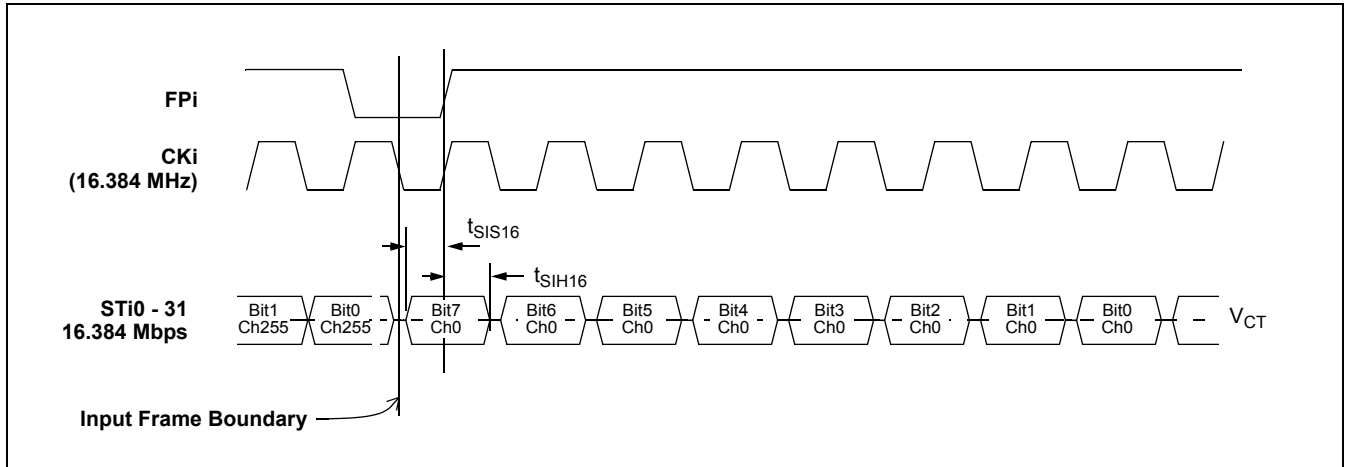 FPi
CKi
(16.384 MHz)
tSIS16
tSIH16
STi0 - 31
16.384 Mbps
Bit1 Ch255
Bit0 Ch255
Bit7 Ch0
Bit6 Ch0
Bit5 Ch0
Bit4 Ch0
Bit3 Ch0
Bit2 Ch0
Bit1 Ch0
Bit0 Ch0
VCT
Input Frame Boundary